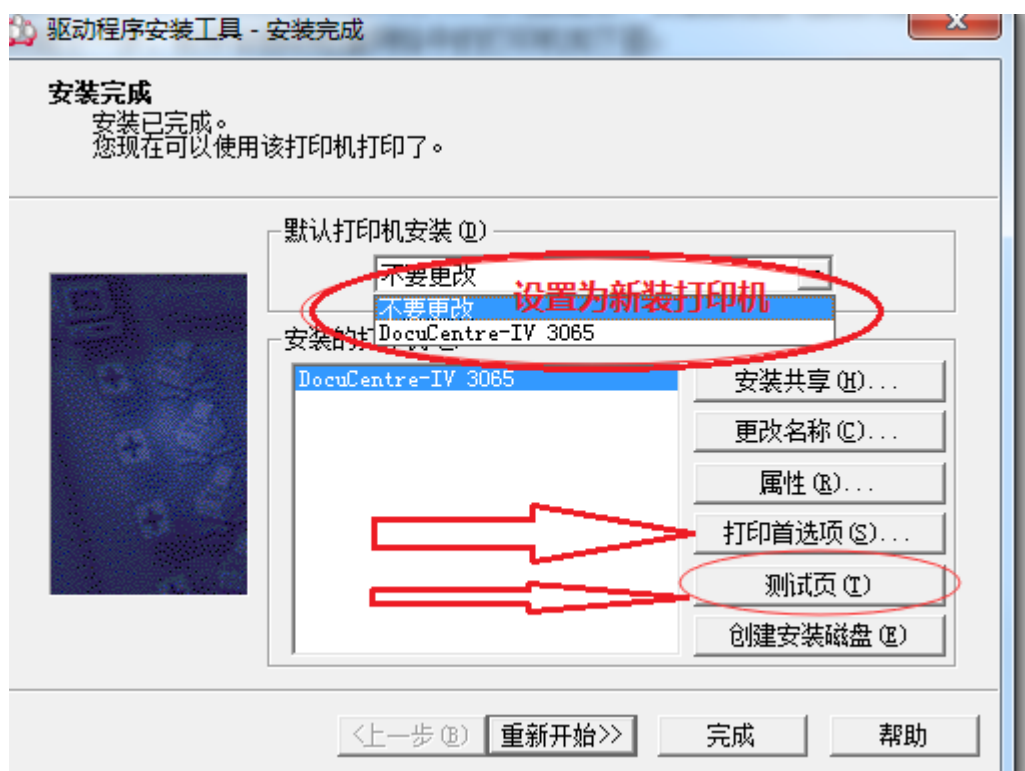 驱动程序安装工具 - 安装完成
安装完成
安装已完成。
您现在可以使用该打印机打印了。
默认打印机安装(D)
不要更改
设置为新装打印机
不要更改
DocuCentre-IV 3065
安装的打
DocuCentre-IV 3065
安装共享(H)...
更改名称(C)...
属性(R)...
打印首选项(S)...
测试页(T)
创建安装磁盘(E)
<上一步(B)
重新开始>>
完成
帮助